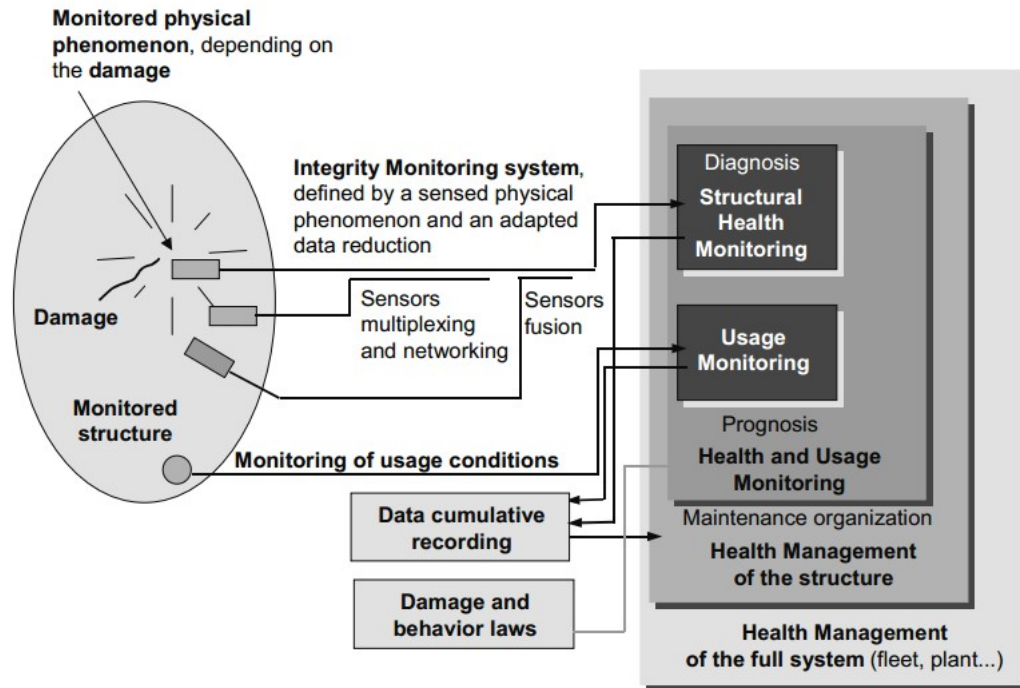 Monitored physical
phenomenon, depending on
the damage
Integrity Monitoring system,
defined by a sensed physical
phenomenon and an adapted
data reduction
Damage
Sensors
multiplexing
and networking
Sensors
fusion
Monitored
structure
Monitoring of usage conditions
Data cumulative
recording
Damage and
behavior laws
Diagnosis
Structural
Health
Monitoring
Usage
Monitoring
Prognosis
Health and Usage
Monitoring
Maintenance organization
Health Management
of the structure
Health Management
of the full system (fleet, plant...)